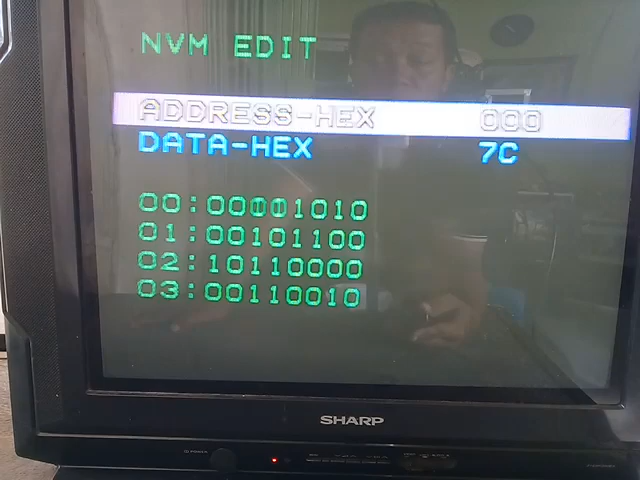 NVM EDIT
ADDRESS-HEX 000
DATA-HEX 7C
00:00001010
01:00101100
02:10110000
03:00110010
SHARP